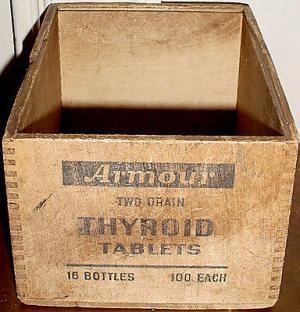 Armour
TWO GRAIN
THYROID
TABLETS
16 BOTTLES 100 EACH